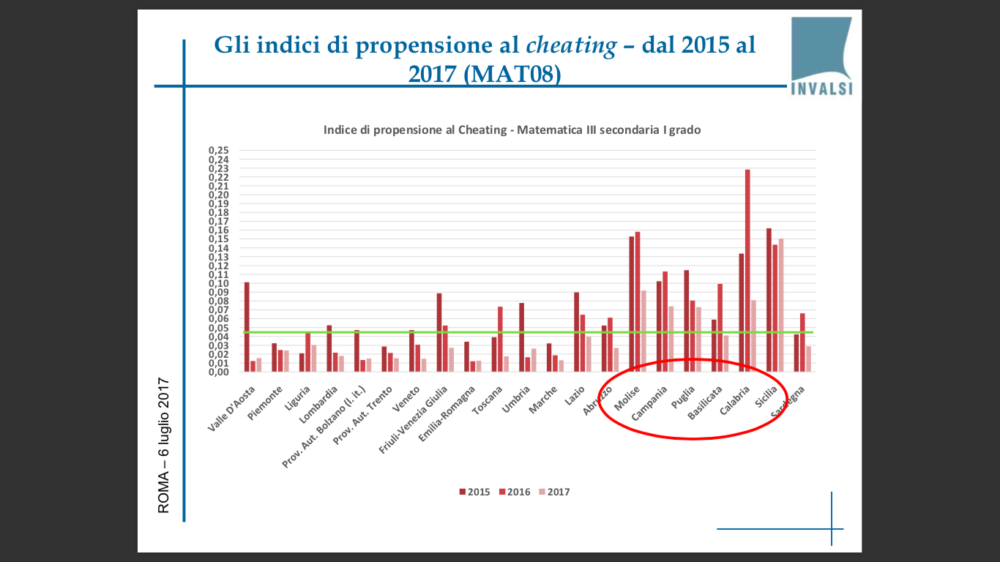 Gli indici di propensione al cheating – dal 2015 al
2017 (MAT08)
INVALSI
Indice di propensione al Cheating - Matematica III secondaria I grado
0,25
0,24
0,23
0,22
0,21
0,20
0,19
0,18
0,17
0,16
0,15
0,14
0,13
0,12
0,11
0,10
0,09
0,08
0,07
0,06
0,05
0,04
0,03
0,02
0,01
0,00
Valle D'Aosta
Piemonte
Liguria
Lombardia
Prov. Aut. Bolzano (l. it.)
Prov. Aut. Trento
Veneto
Friuli-Venezia Giulia
Emilia-Romagna
Toscana
Umbria
Marche
Lazio
Abruzzo
Molise
Campania
Puglia
Basilicata
Calabria
Sicilia
Sardegna
2015 2016 2017
ROMA – 6 luglio 2017